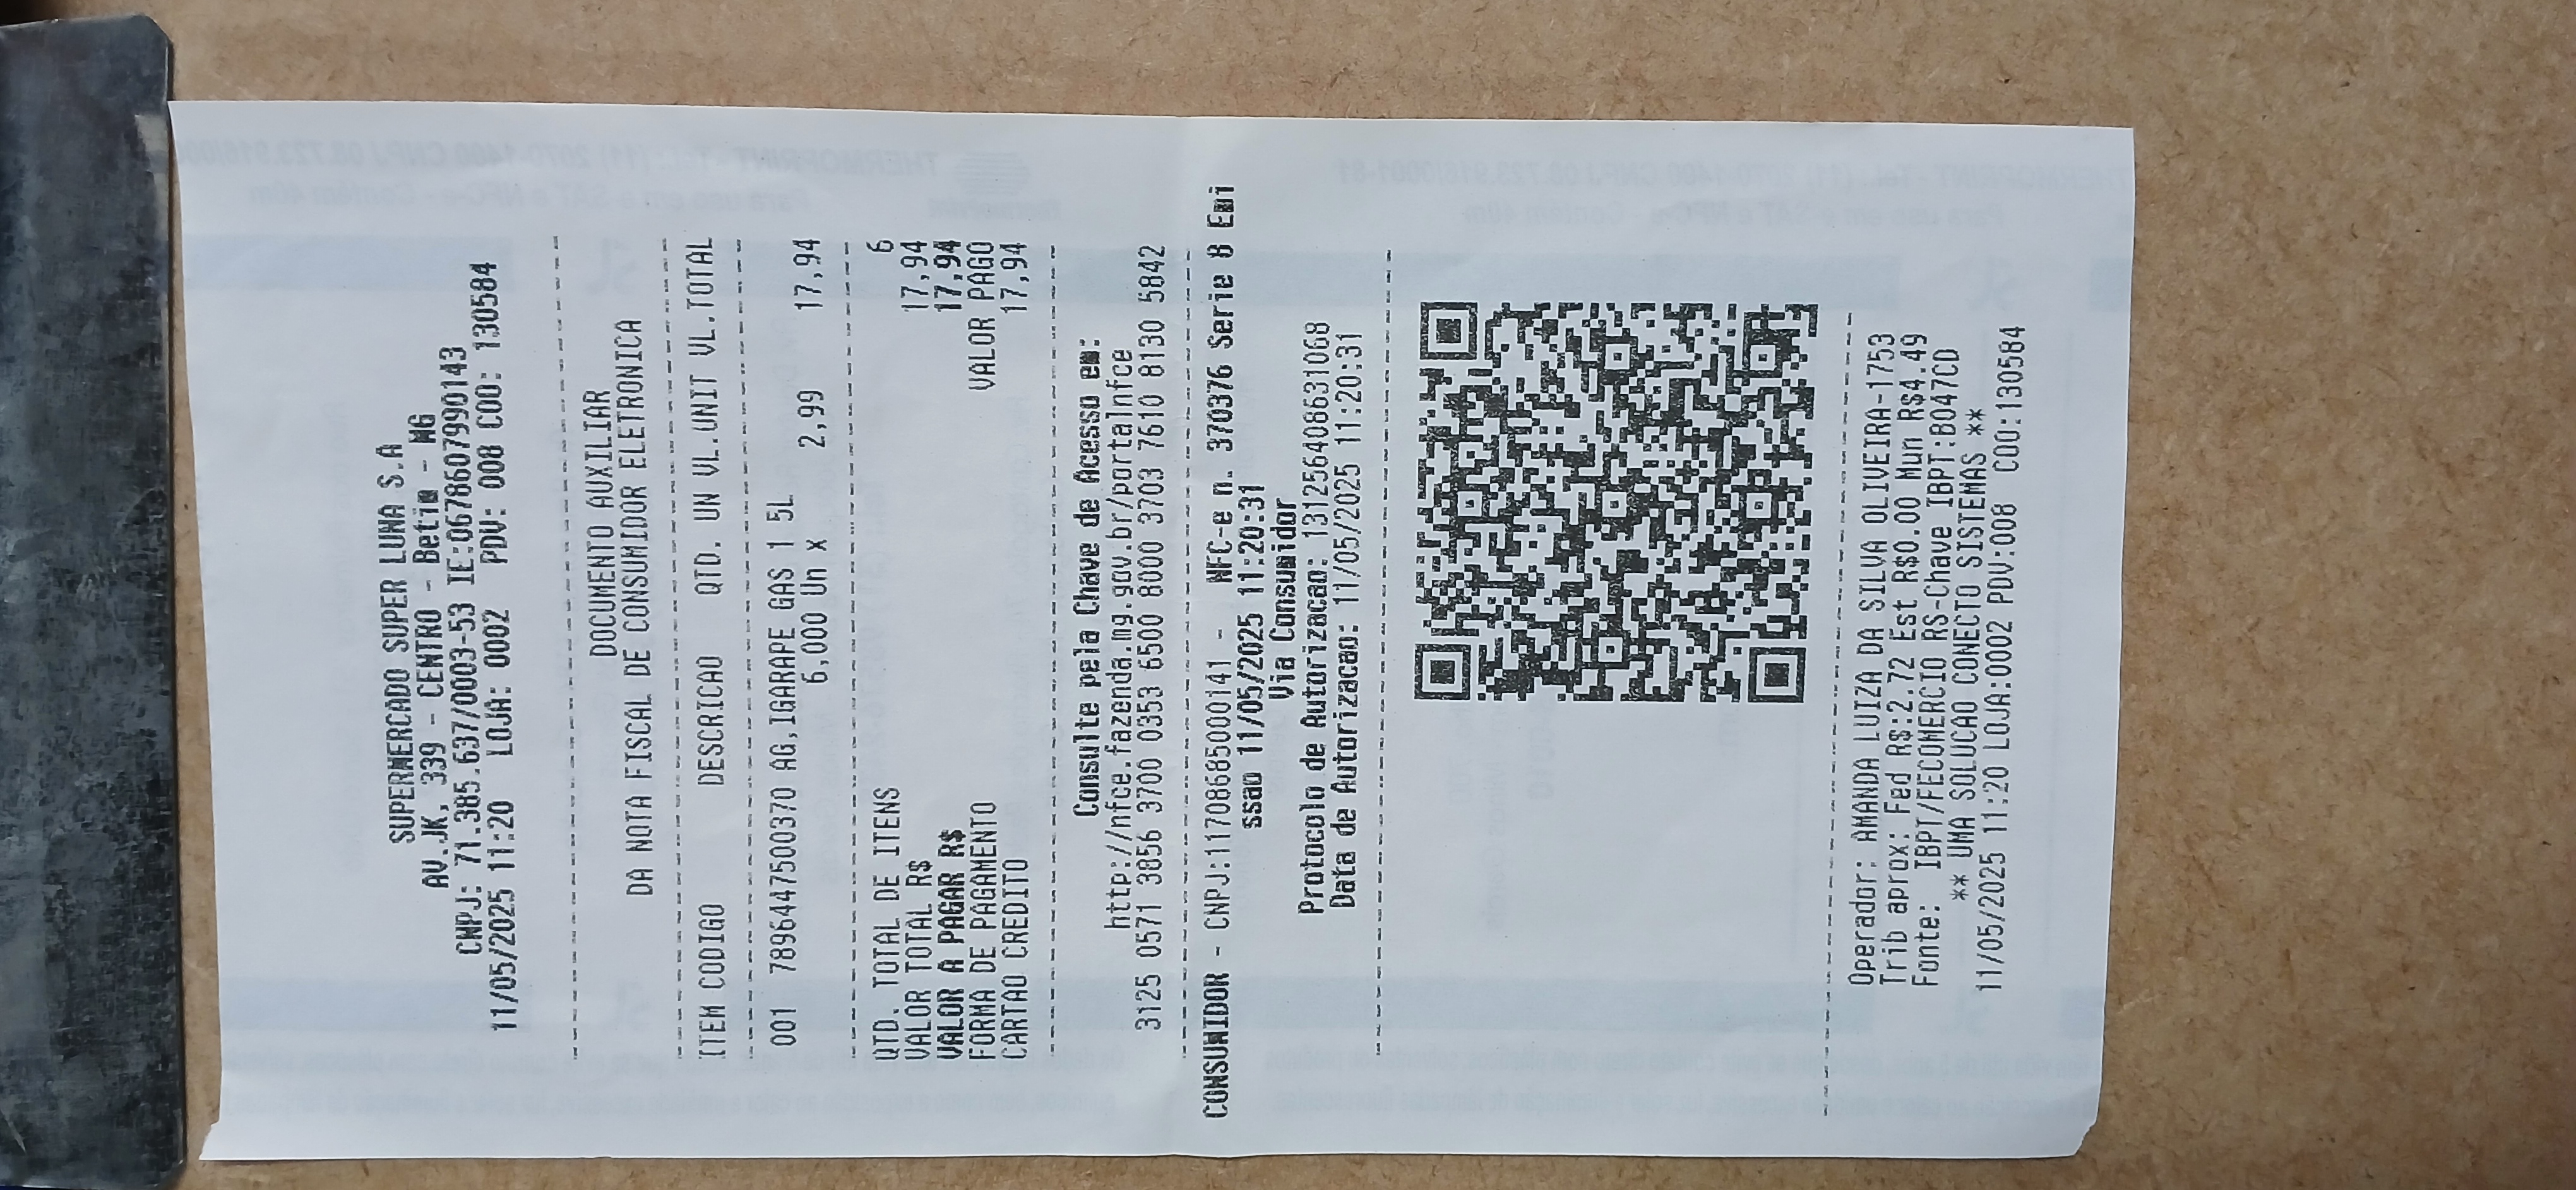 SUPERMERCADO SUPER LUNA S.A
AV.JK, 339 - CENTRO - Betim - MG
CNPJ: 71.385.637/0003-53 IE:0678607990143
11/05/2025 11:20 LOJA: 0002 PDV: 008 COO: 130584
DOCUMENTO AUXILIAR
DA NOTA FISCAL DE CONSUMIDOR ELETRONICA
ITEM CODIGO DESCRICAO QTD. UN VL.UNIT VL.TOTAL
001 7896447500370 AG,IGARAPE GAS 1 5L
6,000 Un x 2,99 17,94
QTD. TOTAL DE ITENS 6
VALOR TOTAL R$ 17,94
VALOR A PAGAR R$ 17,94
FORMA DE PAGAMENTO VALOR PAGO
CARTAO CREDITO 17,94
Consulte pela Chave de Acesso em:
http://nfce.fazenda.mg.gov.br/portalnfce
3125 0571 3856 3700 0353 6500 8000 3703 7610 8130 5842
CONSUMIDOR - CNPJ:11708685000141 - NFC-e n. 370376 Serie 8 Emi
ssao 11/05/2025 11:20:31
Via Consumidor
Protocolo de Autorizacao: 131256408631068
Data de Autorizacao: 11/05/2025 11:20:31
Operador: AMANDA LUIZA DA SILVA OLIVEIRA-1753
Trib aprox: Fed R$:2.72 Est R$0.00 Mun R$4.49
Fonte: IBPT/FECOMERCIO RS-Chave IBPT:B047CD
** UMA SOLUCAO CONECTO SISTEMAS **
11/05/2025 11:20 LOJA:0002 PDV:008 COO:130584